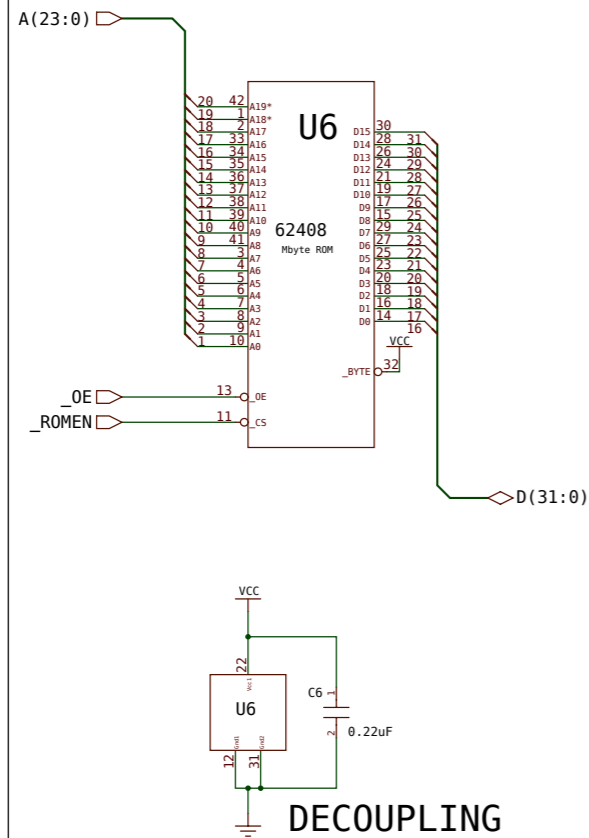 A(23:0)
20 42 A19*
19 1 A18*
18 2 A17
17 33 A16
16 34 A15
15 35 A14
14 36 A13
13 37 A12
12 38 A11
11 39 A10
10 40 A9
9 41 A8
8 3 A7
7 4 A6
6 5 A5
5 6 A4
4 7 A3
3 8 A2
2 9 A1
1 10 A0
U6
62408
Mbyte ROM
D15 30 31
D14 28 30
D13 26 29
D12 24 28
D11 21 27
D10 19 26
D9 17 25
D8 15 24
D7 29 23
D6 27 22
D5 25 21
D4 23 20
D3 20 19
D2 18 18
D1 16 17
D0 14 16
VCC
_BYTE 32
_OE 13 _OE
_ROMEN 11 _CS
D(31:0)
VCC
22
Vcc1
U6
C6 1
2 0.22uF
12 Gnd1
31 Gnd2
DECOUPLING